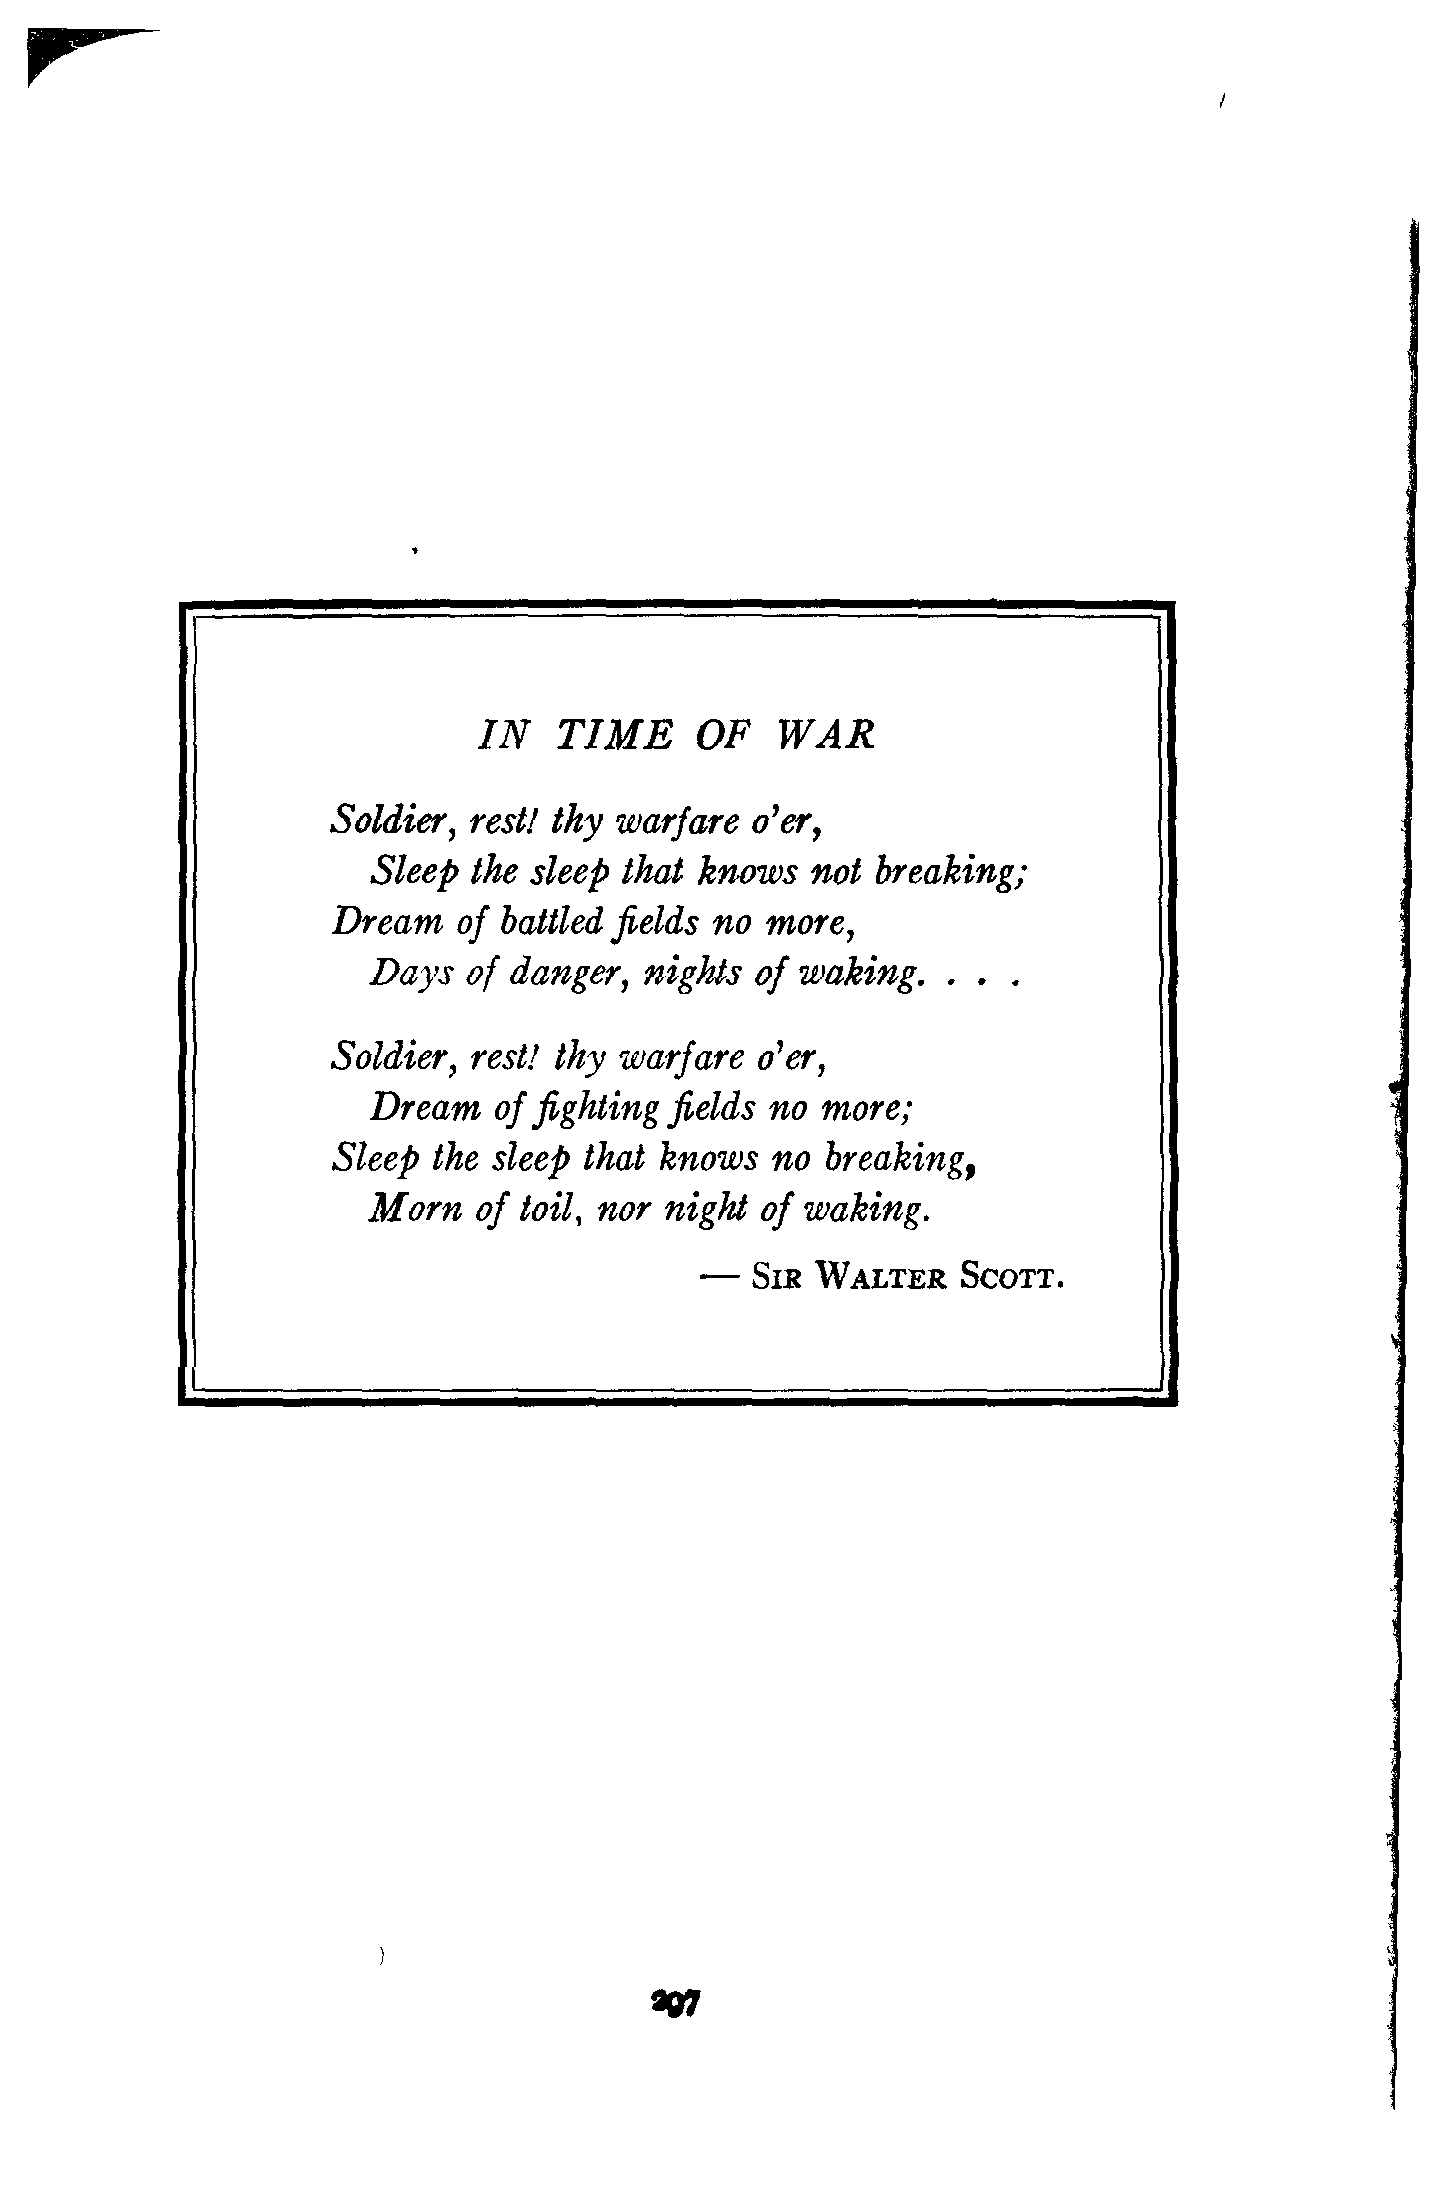 IN TIME OF WAR
Soldier, rest! thy warfare o'er,
Sleep the sleep that knows not breaking;
Dream of battled fields no more,
Days of danger, nights of waking. . . .
Soldier, rest! thy warfare o'er,
Dream of fighting fields no more;
Sleep the sleep that knows no breaking,
Morn of toil, nor night of waking.
— SIR WALTER SCOTT.
297